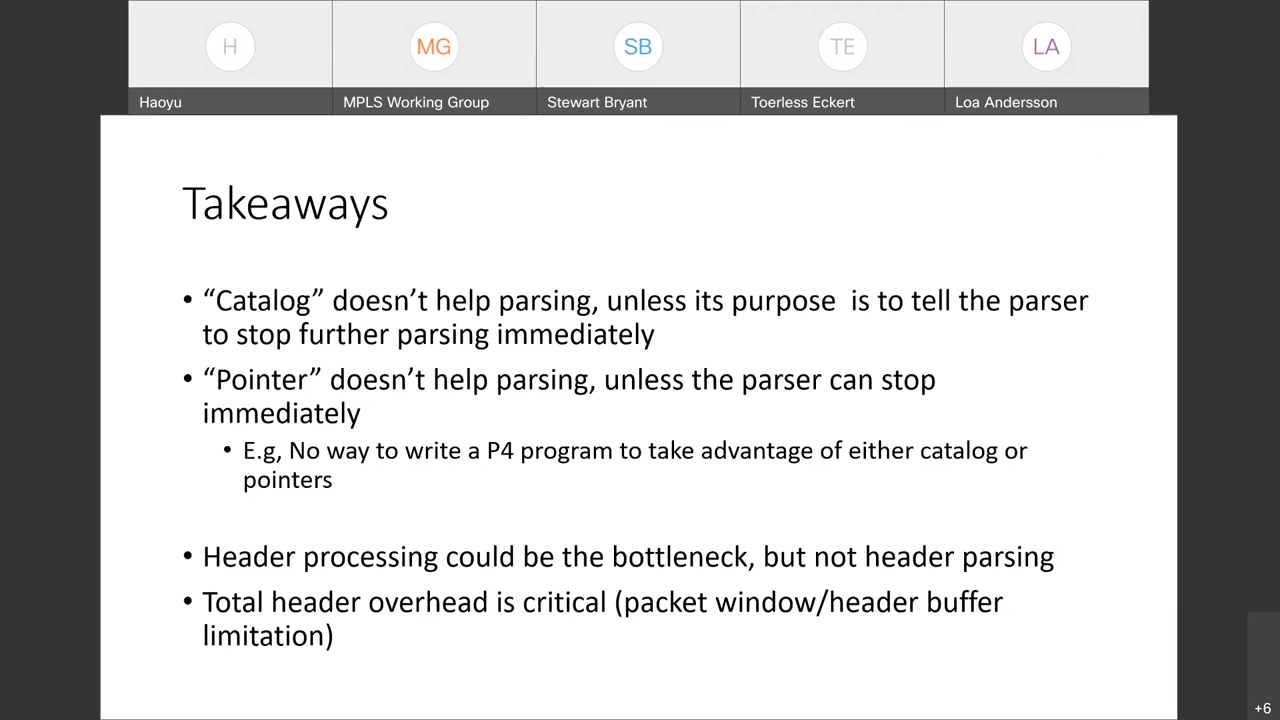 H
MG
SB
TE
LA
Haoyu
MPLS Working Group
Stewart Bryant
Toerless Eckert
Loa Andersson
Takeaways
• “Catalog” doesn’t help parsing, unless its purpose  is to tell the parser
to stop further parsing immediately
• “Pointer” doesn’t help parsing, unless the parser can stop
immediately
• E.g, No way to write a P4 program to take advantage of either catalog or
pointers
• Header processing could be the bottleneck, but not header parsing
• Total header overhead is critical (packet window/header buffer
limitation)
+6